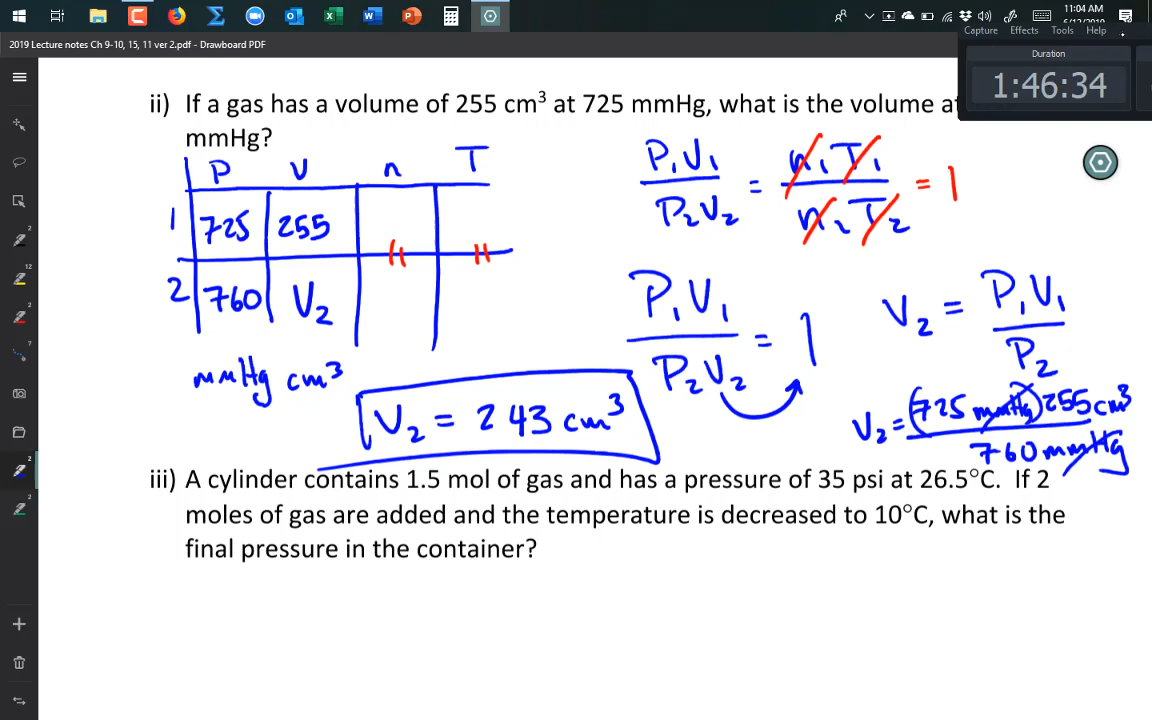 11:04 AM
2019 Lecture notes Ch 9-10, 15, 11 ver 2.pdf - Drawboard PDF
Capture Effects Tools Help
Duration
1:46:34
ii) If a gas has a volume of 255 cm³ at 725 mmHg, what is the volume at
mmHg?
P V n T
1 725 255
2 760 V₂
mmHg cm³
P₁V₁ / P₂V₂ = n₁T₁ / n₂T₂ = 1
P₁V₁ / P₂V₂ = 1
V₂ = P₁V₁ / P₂
V₂ = (725 mmHg) 255 cm³ / 760 mmHg
V₂ = 243 cm³
iii) A cylinder contains 1.5 mol of gas and has a pressure of 35 psi at 26.5°C. If 2
moles of gas are added and the temperature is decreased to 10°C, what is the
final pressure in the container?